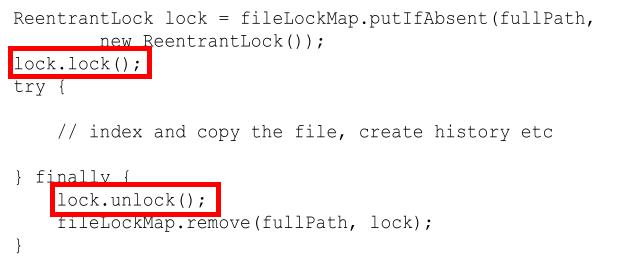 ReentrantLock lock = fileLockMap.putIfAbsent(fullPath,
new ReentrantLock());
lock.lock();
try {
// index and copy the file, create history etc
} finally {
lock.unlock();
fileLockMap.remove(fullPath, lock);
}